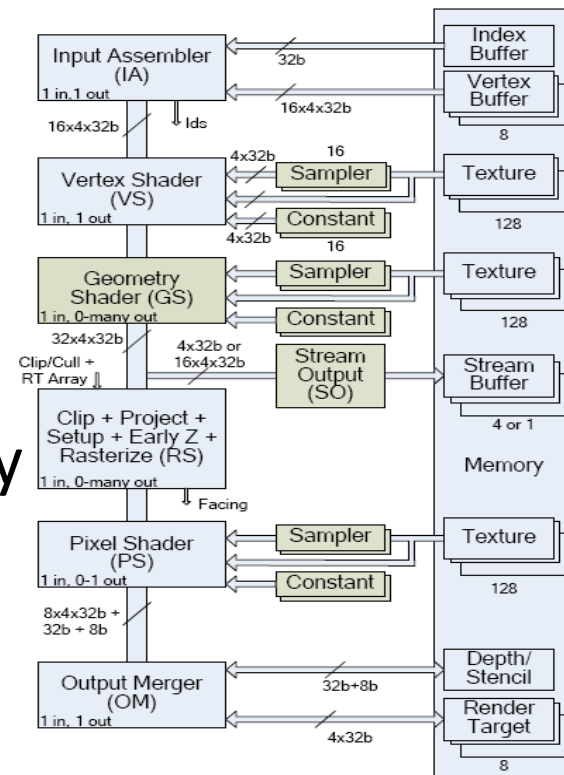 Input Assembler
(IA)
1 in,1 out
32b
Index
Buffer
16x4x32b
Vertex
Buffer
8
16x4x32b
Ids
Vertex Shader
(VS)
1 in, 1 out
4x32b
16
Sampler
Texture
Constant
4x32b
16
128
Geometry
Shader (GS)
1 in, 0-many out
Sampler
Texture
Constant
128
32x4x32b
4x32b or
16x4x32b
Stream
Output
(SO)
Stream
Buffer
4 or 1
Clip/Cull +
RT Array
Clip + Project +
Setup + Early Z +
Rasterize (RS)
1 in, 0-many out
y
Memory
Facing
Pixel Shader
(PS)
1 in, 0-1 out
Sampler
Texture
Constant
128
8x4x32b +
32b + 8b
Output Merger
(OM)
1 in, 1 out
32b+8b
Depth/
Stencil
4x32b
Render
Target
8